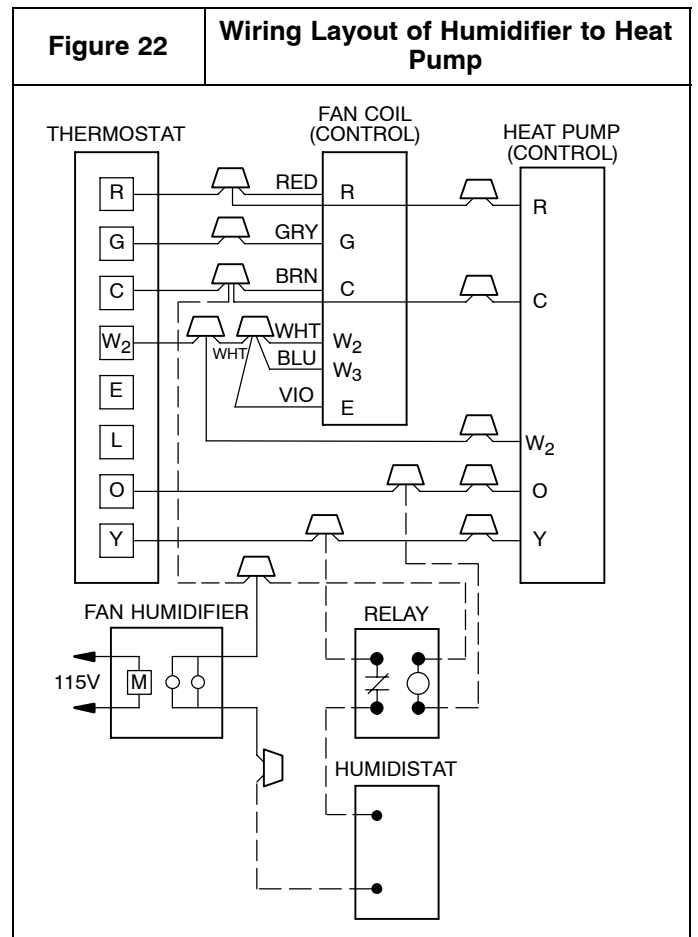 Figure 22
Wiring Layout of Humidifier to Heat
Pump
THERMOSTAT
FAN COIL
(CONTROL)
HEAT PUMP
(CONTROL)
R
RED
R
R
G
GRY
G
C
BRN
C
C
W2
WHT
WHT
W2
BLU
W3
E
VIO
E
L
W2
O
O
Y
Y
FAN HUMIDIFIER
RELAY
115V
M
HUMIDISTAT